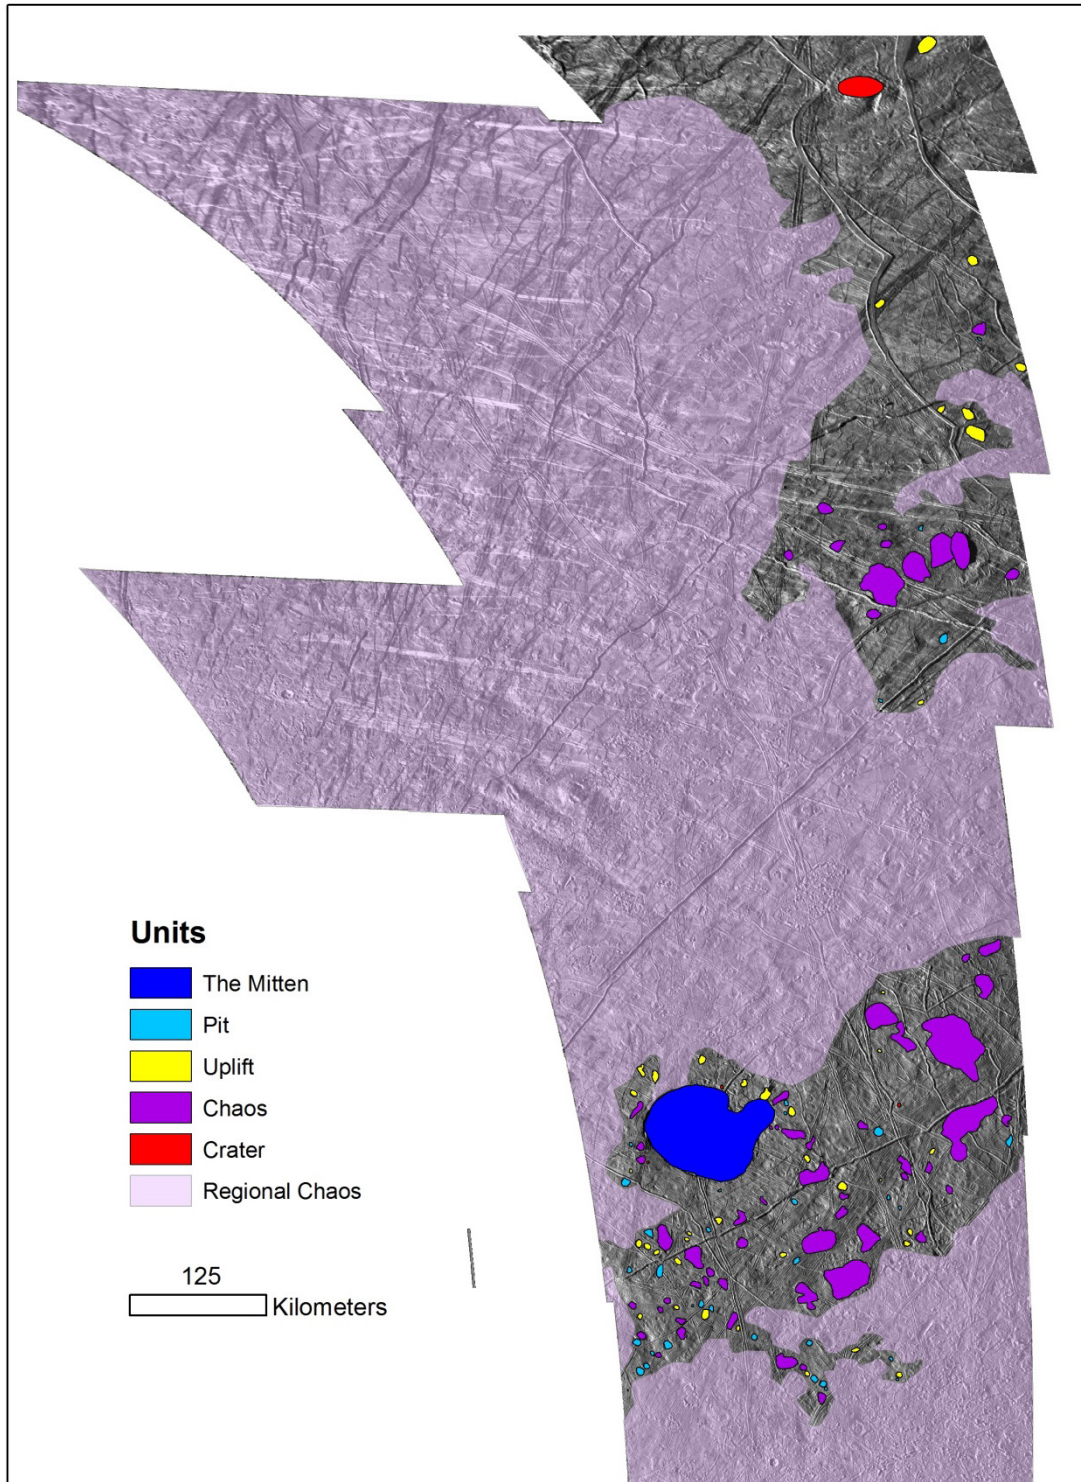 Units
The Mitten
Pit
Uplift
Chaos
Crater
Regional Chaos
125
Kilometers